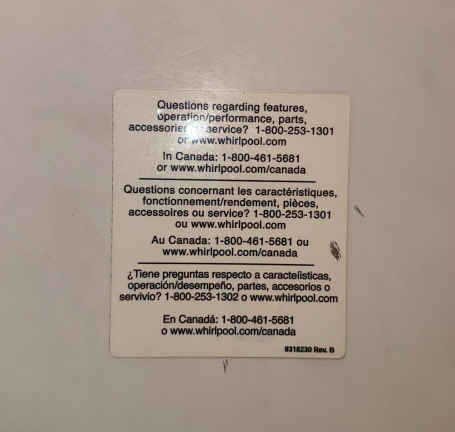 Questions regarding features,
operation/performance, parts,
accessories service? 1-800-253-1301
or www.whirlpool.com
In Canada: 1-800-461-5681
or www.whirlpool.com/canada
Questions concernant les caractéristiques,
fonctionnement/rendement, pièces,
accessoires ou service? 1-800-253-1301
ou www.whirlpool.com
Au Canada: 1-800-461-5681 ou
www.whirlpool.com/canada
¿Tiene preguntas respecto a caractelísticas,
operación/desempeño, partes, accesorios o
servivio? 1-800-253-1302 o www.whirlpool.com
En Canadá: 1-800-461-5681
o www.whirlpool.com/canada
8318230 Rev. B